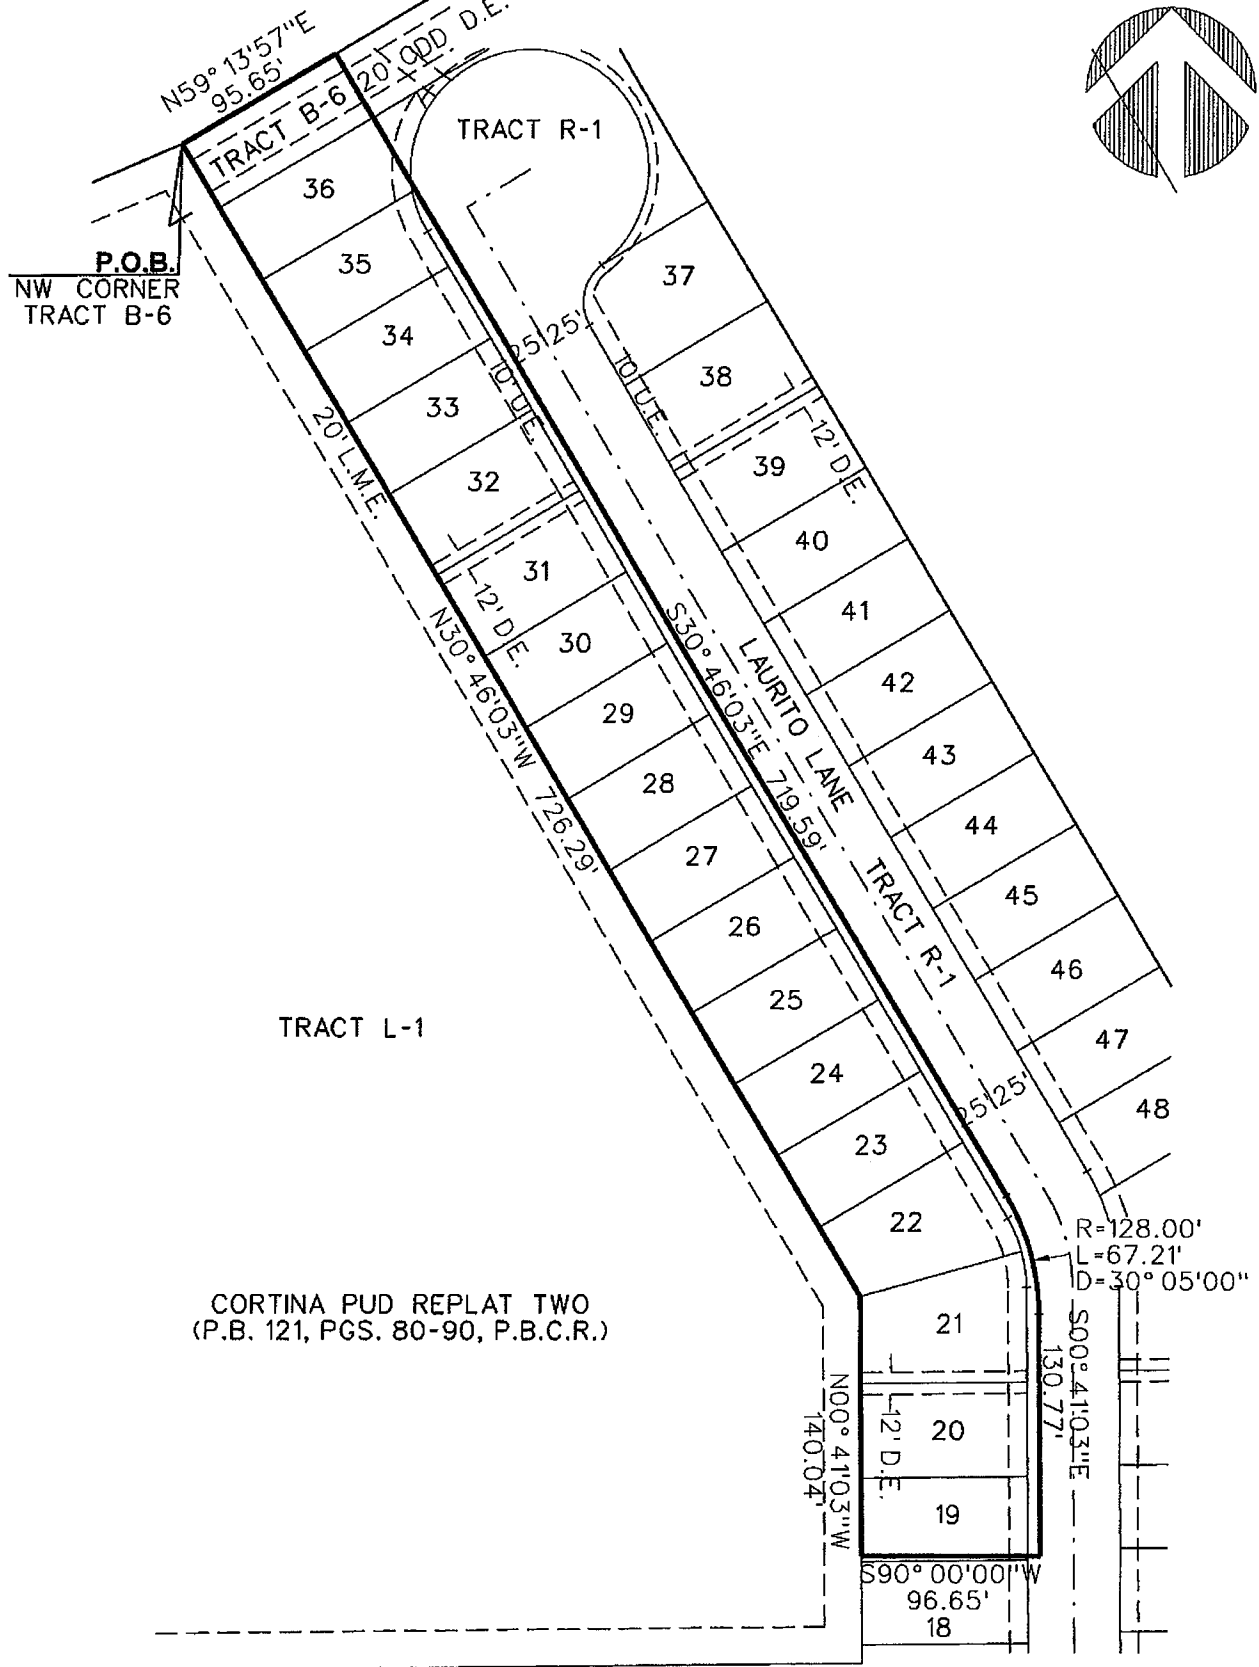 N59° 13'57"E
95.65'
TRACT B-6
20' CDD D.E.
TRACT R-1
36
P.O.B.
NW CORNER
TRACT B-6
35
37
34
25' 25'
38
10' U.E.
10' U.E.
33
20' L.M.E.
12' D.E.
39
32
40
31
12' D.E.
41
30
N30° 46'03"W 726.29'
S30° 46'03"E 719.59'
LAURITO LANE
TRACT R-1
42
29
43
28
44
27
45
26
46
25
TRACT L-1
47
24
25' 25'
48
23
22
R=128.00'
L=67.21'
D=30° 05'00"
CORTINA PUD REPLAT TWO
(P.B. 121, PGS. 80-90, P.B.C.R.)
21
S00° 41'03"E
130.77'
N00° 41'03"W
140.04'
12' D.E.
20
19
S90° 00'00"W
96.65'
18